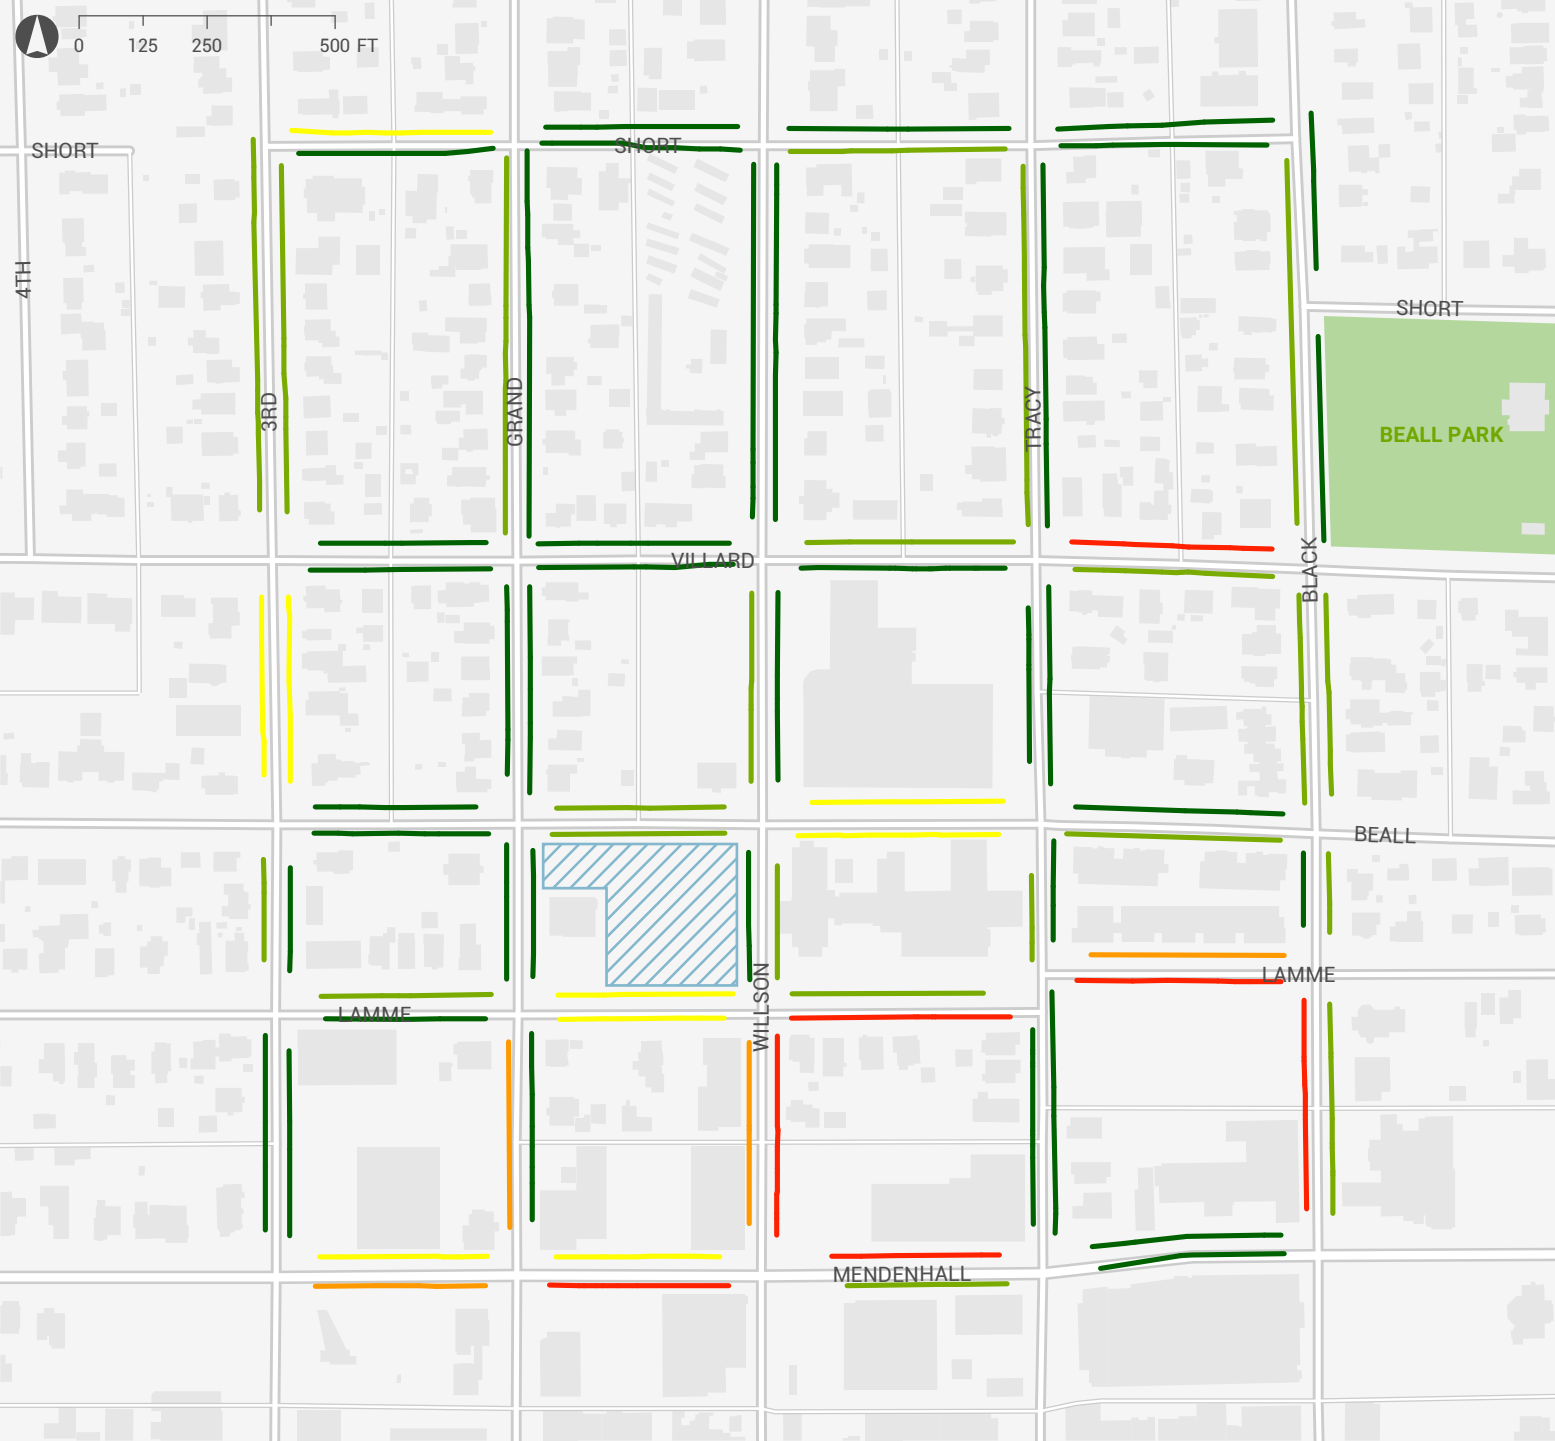 0 125 250 500 FT
SHORT
SHORT
4TH
SHORT
3RD
GRAND
TRACY
BEALL PARK
VILLARD
BLACK
BEALL
LAMME
WILLSON
LAMME
MENDENHALL